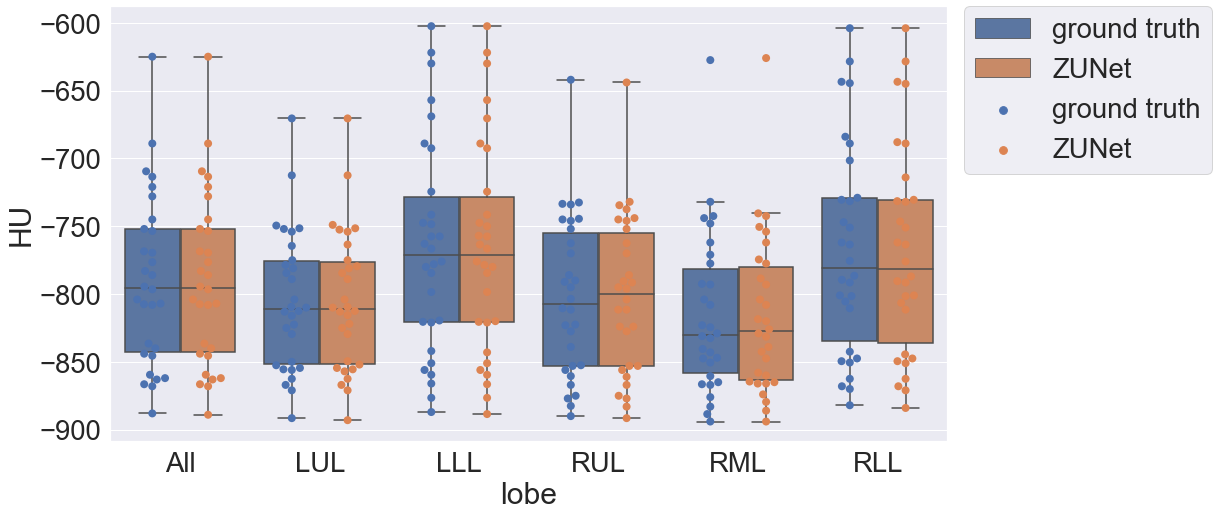 HU
−600
−650
−700
−750
−800
−850
−900
All LUL LLL RUL RML RLL
lobe
ground truth
ZUNet
ground truth
ZUNet